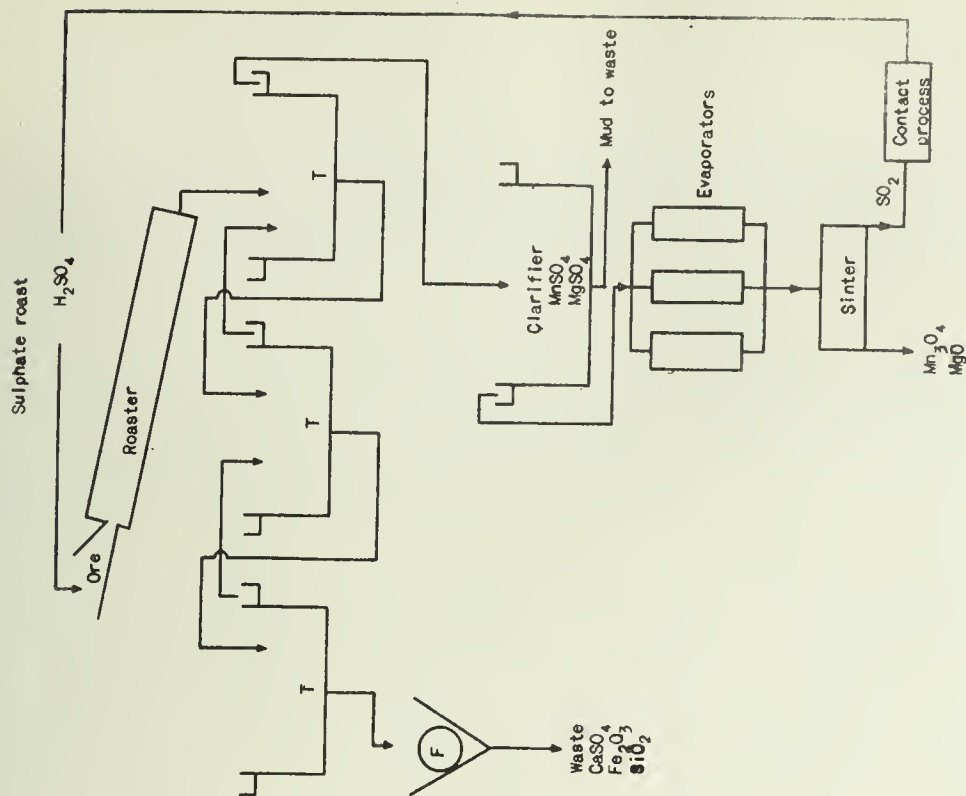 Sulphate roast
H₂SO₄
Ore
Roaster
T
T
T
F
Waste
CaSO₄
Fe₂O₃
SiO₂
Clarifier
MnSO₄
MgSO₄
Mud to waste
Evaporators
Sinter
SO₂
Contact
process
Mn₃O₄
MgO